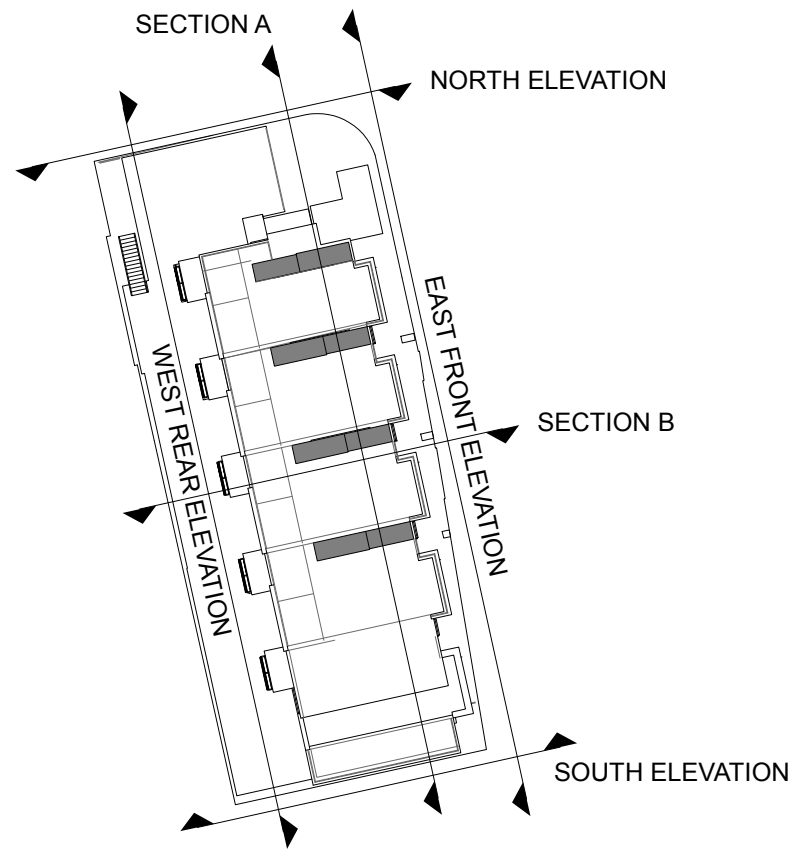 SECTION A
NORTH ELEVATION
EAST FRONT ELEVATION
WEST REAR ELEVATION
SECTION B
SOUTH ELEVATION